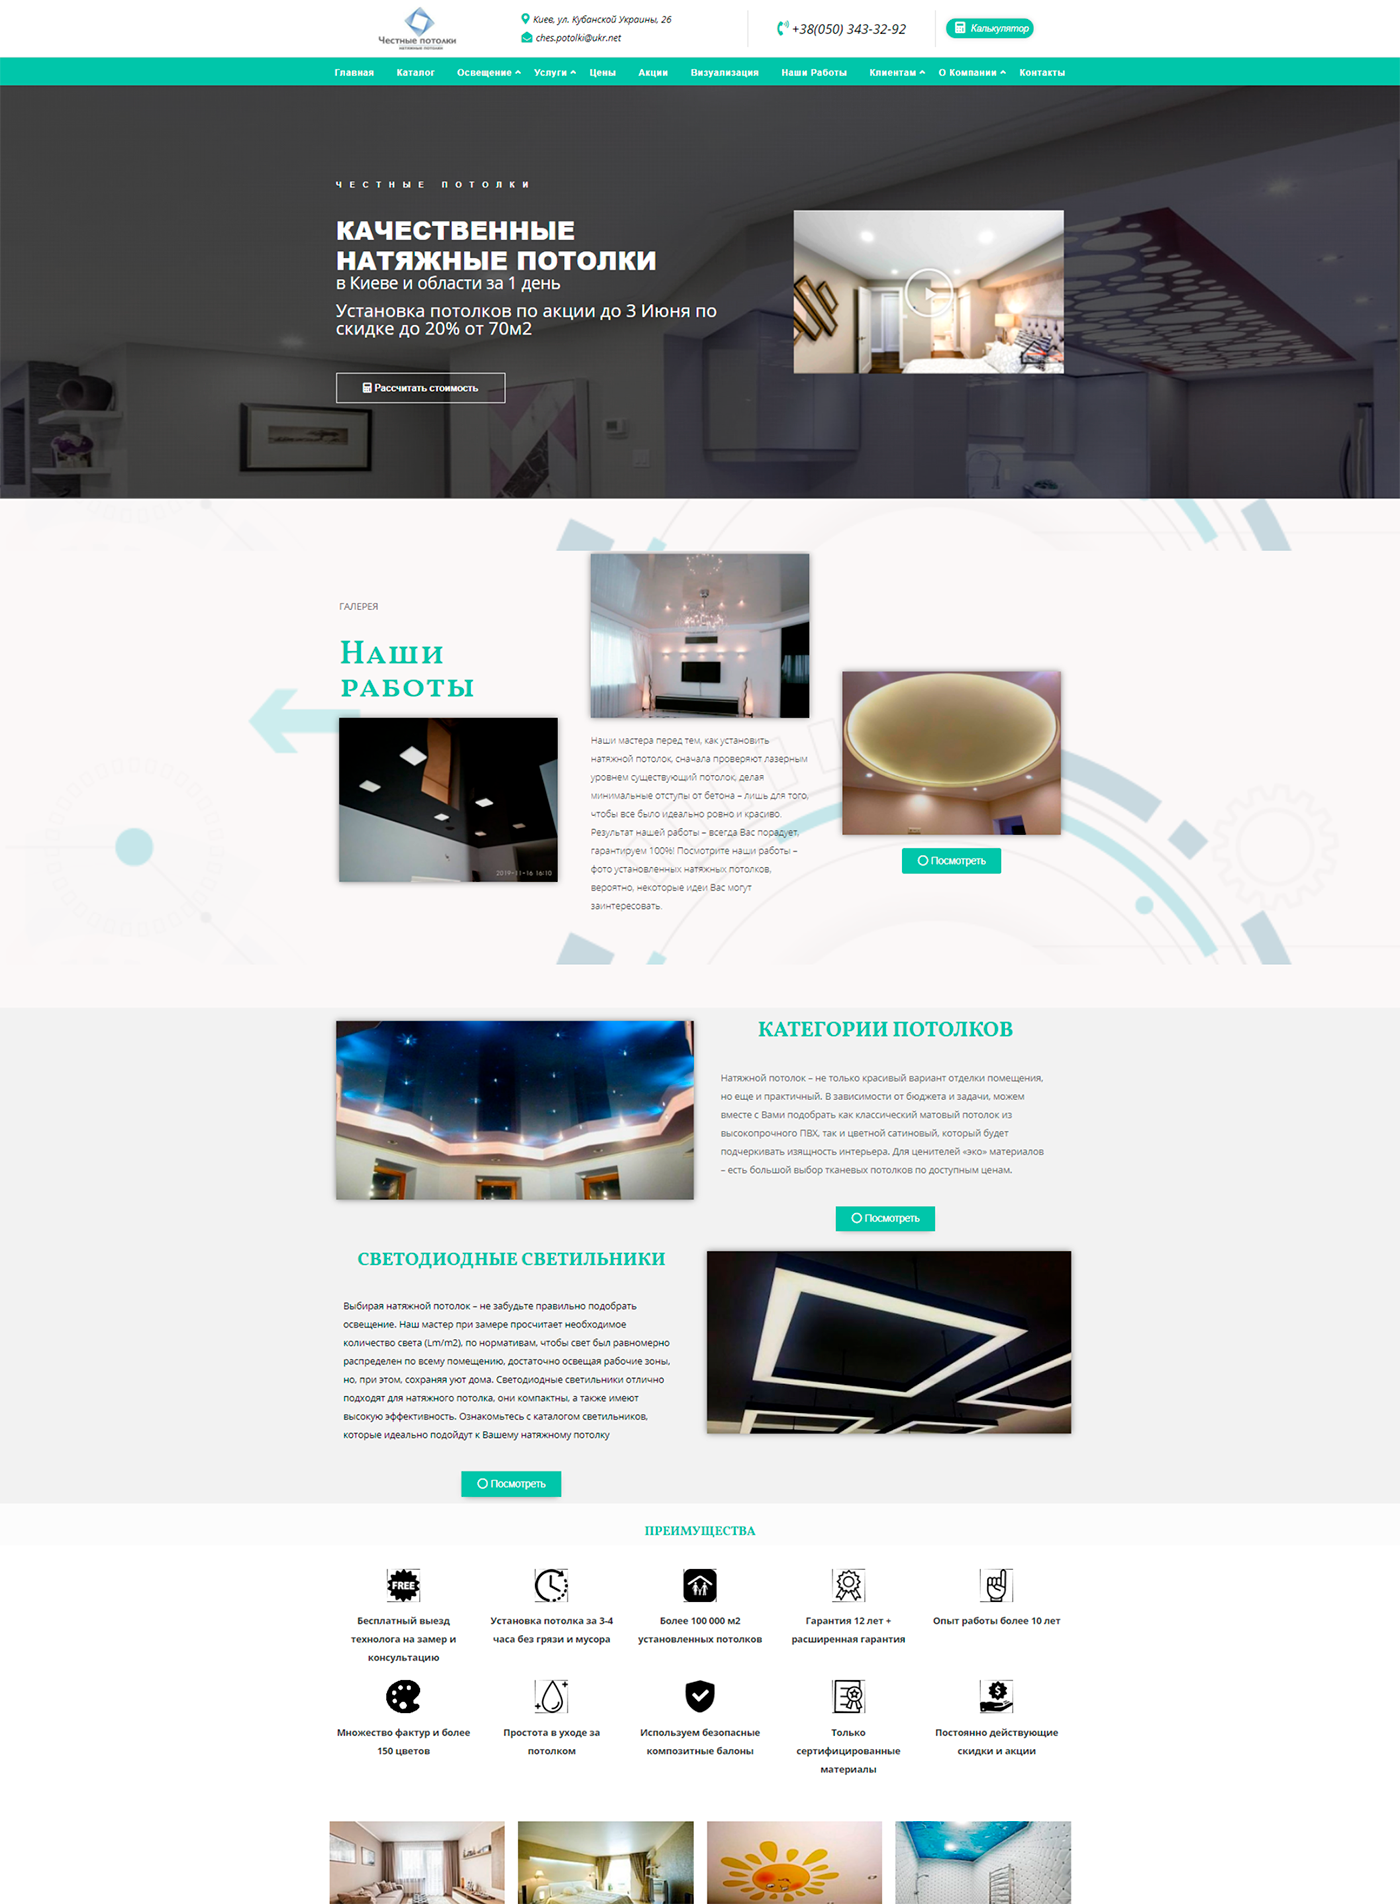 Честные потолки
натяжные потолки
Киев, ул. Кубанской Украины, 26
ches.potolki@ukr.net
+38(050) 343-32-92
Калькулятор
Главная Каталог Освещение Услуги Цены Акции Визуализация Наши Работы Клиентам О Компании Контакты
ЧЕСТНЫЕ ПОТОЛКИ
КАЧЕСТВЕННЫЕ
НАТЯЖНЫЕ ПОТОЛКИ
в Киеве и области за 1 день
Установка потолков по акции до 3 Июня по
скидке до 20% от 70м2
Рассчитать стоимость
ГАЛЕРЕЯ
Наши
работы
2019-11-16 16:10
Наши мастера перед тем, как установить
натяжной потолок, сначала проверяют лазерным
уровнем существующий потолок, делая
минимальные отступы от бетона – лишь для того,
чтобы все было идеально ровно и красиво.
Результат нашей работы – всегда Вас порадует,
гарантируем 100%! Посмотрите наши работы –
фото установленных натяжных потолков,
вероятно, некоторые идеи Вас могут
заинтересовать.
Посмотреть
КАТЕГОРИИ ПОТОЛКОВ
Натяжной потолок – не только красивый вариант отделки помещения,
но еще и практичный. В зависимости от бюджета и задачи, можем
вместе с Вами подобрать как классический матовый потолок из
высокопрочного ПВХ, так и цветной сатиновый, который будет
подчеркивать изящность интерьера. Для ценителей «эко» материалов
– есть большой выбор тканевых потолков по доступным ценам.
Посмотреть
СВЕТОДИОДНЫЕ СВЕТИЛЬНИКИ
Выбирая натяжной потолок – не забудьте правильно подобрать
освещение. Наш мастер при замере просчитает необходимое
количество света (Lm/m2), по нормативам, чтобы свет был равномерно
распределен по всему помещению, достаточно освещая рабочие зоны,
но, при этом, сохраняя уют дома. Светодиодные светильники отлично
подходят для натяжного потолка, они компактны, а также имеют
высокую эффективность. Ознакомьтесь с каталогом светильников,
которые идеально подойдут к Вашему натяжному потолку
Посмотреть
ПРЕИМУЩЕСТВА
FREE
Бесплатный выезд
технолога на замер и
консультацию
Установка потолка за 3-4
часа без грязи и мусора
Более 100 000 м2
установленных потолков
Гарантия 12 лет +
расширенная гарантия
Опыт работы более 10 лет
Множество фактур и более
150 цветов
Простота в уходе за
потолком
Используем безопасные
композитные балоны
Только
сертифицированные
материалы
$
Постоянно действующие
скидки и акции